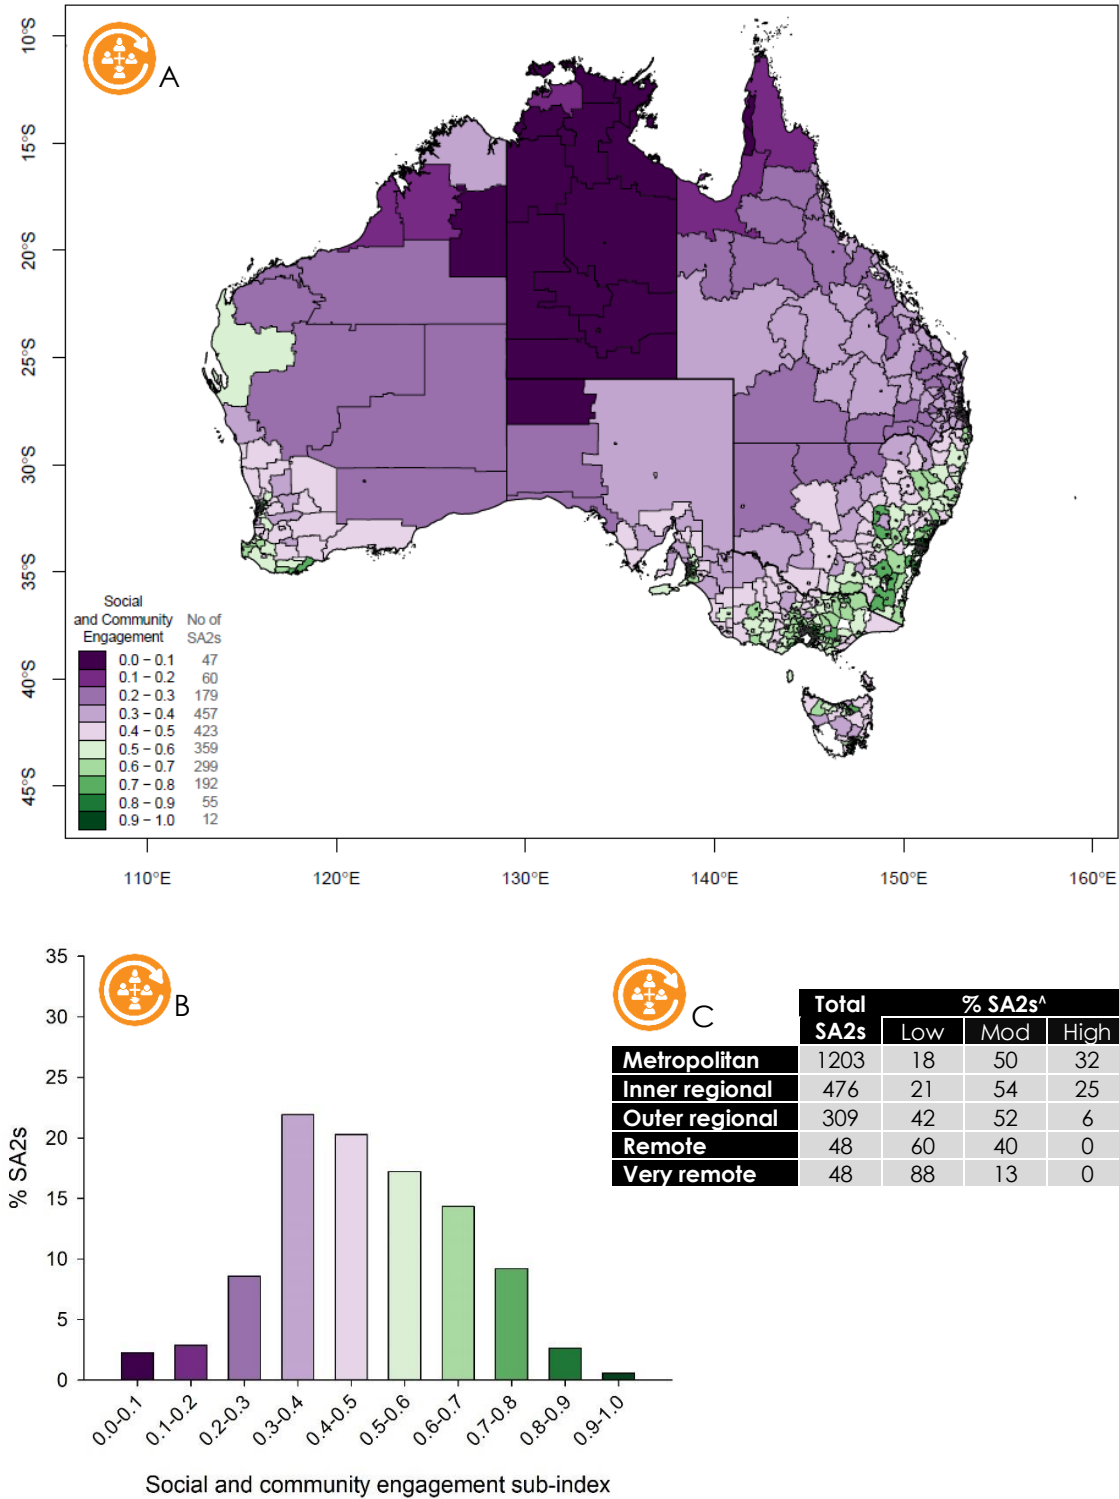 A
10°S
15°S
20°S
25°S
30°S
35°S
40°S
45°S
Social
and Community No of
Engagement SA2s
0.0 – 0.1 47
0.1 – 0.2 60
0.2 – 0.3 179
0.3 – 0.4 457
0.4 – 0.5 423
0.5 – 0.6 359
0.6 – 0.7 299
0.7 – 0.8 192
0.8 – 0.9 55
0.9 – 1.0 12
110°E 120°E 130°E 140°E 150°E 160°E
B
% SA2s
35
30
25
20
15
10
5
0
0.0-0.1 0.1-0.2 0.2-0.3 0.3-0.4 0.4-0.5 0.5-0.6 0.6-0.7 0.7-0.8 0.8-0.9 0.9-1.0
Social and community engagement sub-index
C
Total % SA2s^
SA2s Low Mod High
Metropolitan 1203 18 50 32
Inner regional 476 21 54 25
Outer regional 309 42 52 6
Remote 48 60 40 0
Very remote 48 88 13 0